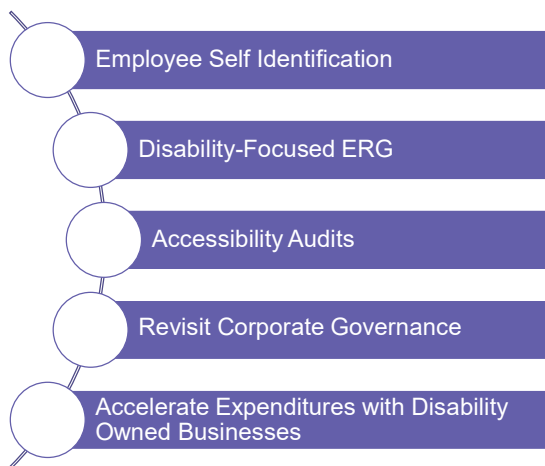 Employee Self Identification
Disability-Focused ERG
Accessibility Audits
Revisit Corporate Governance
Accelerate Expenditures with Disability
Owned Businesses